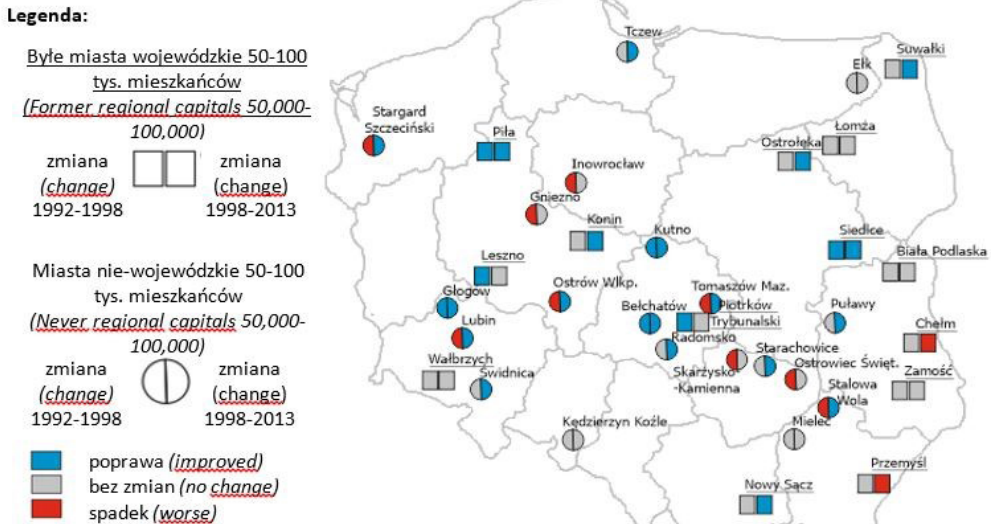 Legenda:
Byłe miasta wojewódzkie 50-100
tys. mieszkańców
(Former regional capitals 50,000-
100,000)
zmiana
(change)
1992-1998
zmiana
(change)
1998-2013
Miasta nie-wojewódzkie 50-100
tys. mieszkańców
(Never regional capitals 50,000-
100,000)
zmiana
(change)
1992-1998
zmiana
(change)
1998-2013
poprawa (improved)
bez zmian (no change)
spadek (worse)
Tczew
Suwałki
Ełk
Stargard
Szczeciński
Piła
Łomża
Ostrołęka
Inowrocław
Gniezno
Konin
Kutno
Siedlce
Biała Podlaska
Leszno
Głogow
Ostrów Wlkp.
Tomaszów Maz.
Bełchatów
Piotrków
Trybunalski
Puławy
Lubin
Radomsko
Chełm
Wałbrzych
Świdnica
Starachowice
Skarżysko
-Kamienna
Ostrowiec Święt.
Zamość
Stalowa
Wola
Kędzierzyn Koźle
Mielec
Przemyśl
Nowy Sącz